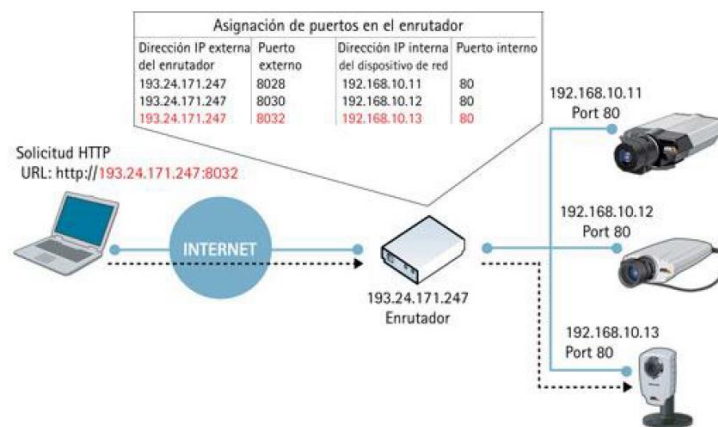 Asignación de puertos en el enrutador
Dirección IP externa del enrutador Puerto externo Dirección IP interna del dispositivo de red Puerto interno
193.24.171.247 8028 192.168.10.11 80
193.24.171.247 8030 192.168.10.12 80
193.24.171.247 8032 192.168.10.13 80
192.168.10.11
Port 80
Solicitud HTTP
URL: http://193.24.171.247:8032
INTERNET
192.168.10.12
Port 80
193.24.171.247
Enrutador
192.168.10.13
Port 80